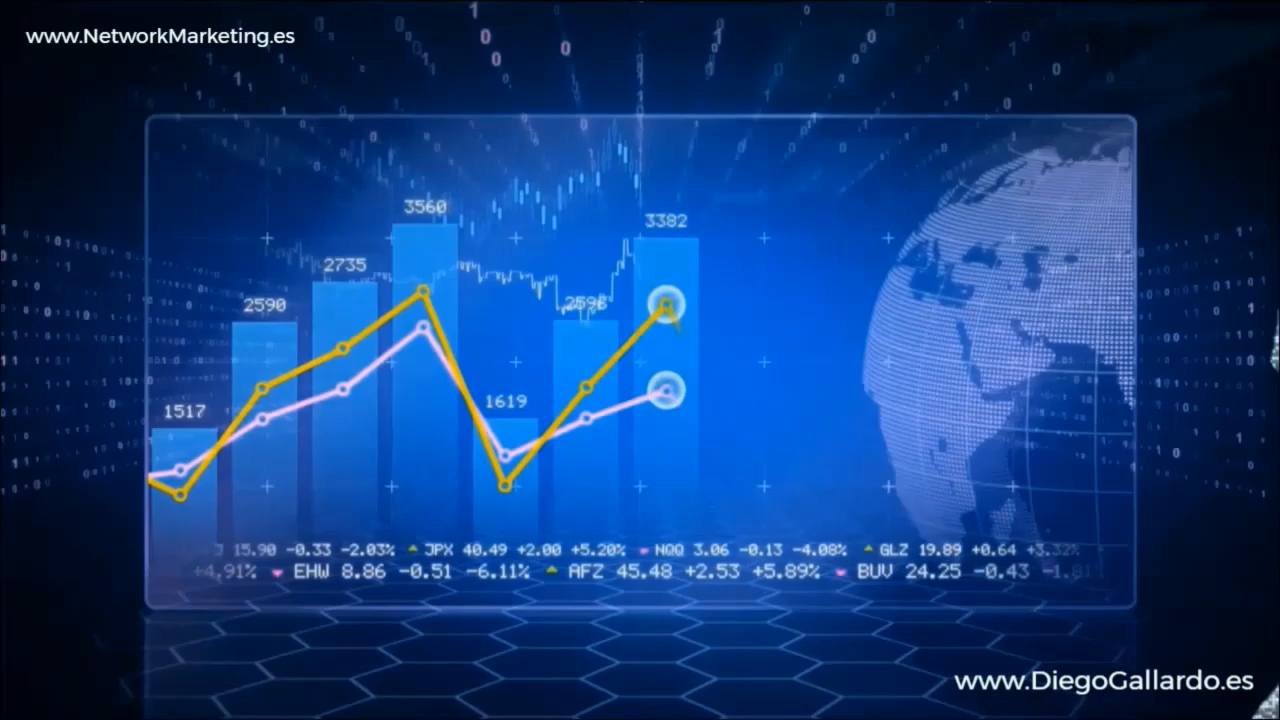 www.NetworkMarketing.es
3560
3382
2735
2590
1619
1517
J 15.90 -0.33 -2.03% JPX 40.49 +2.00 +5.20% NQQ 3.06 -0.13 -4.08% GLZ 19.89 +0.64 +3.32%
+4,91% EHW 8.86 -0.51 -6.11% AFZ 45.48 +2.53 +5.89% BUV 24.25 -0.43
www.DiegoGallardo.es